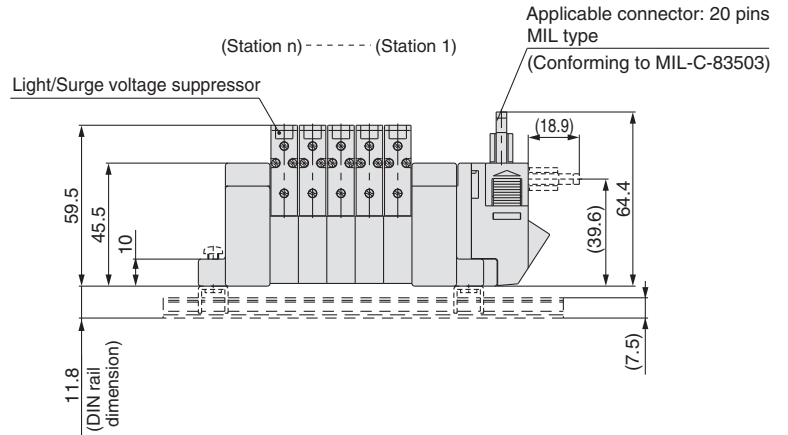 Applicable connector: 20 pins
MIL type
(Conforming to MIL-C-83503)
(Station n) ------ (Station 1)
Light/Surge voltage suppressor
(18.9)
59.5
45.5
10
(39.6)
64.4
11.8
(DIN rail
dimension)
(7.5)